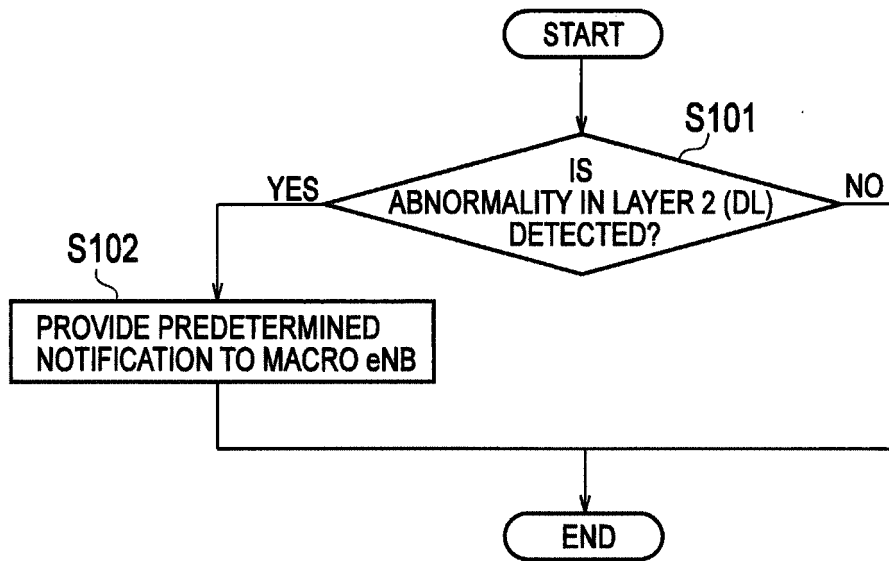 START
S101
IS
ABNORMALITY IN LAYER 2 (DL)
DETECTED?
YES
NO
S102
PROVIDE PREDETERMINED
NOTIFICATION TO MACRO eNB
END